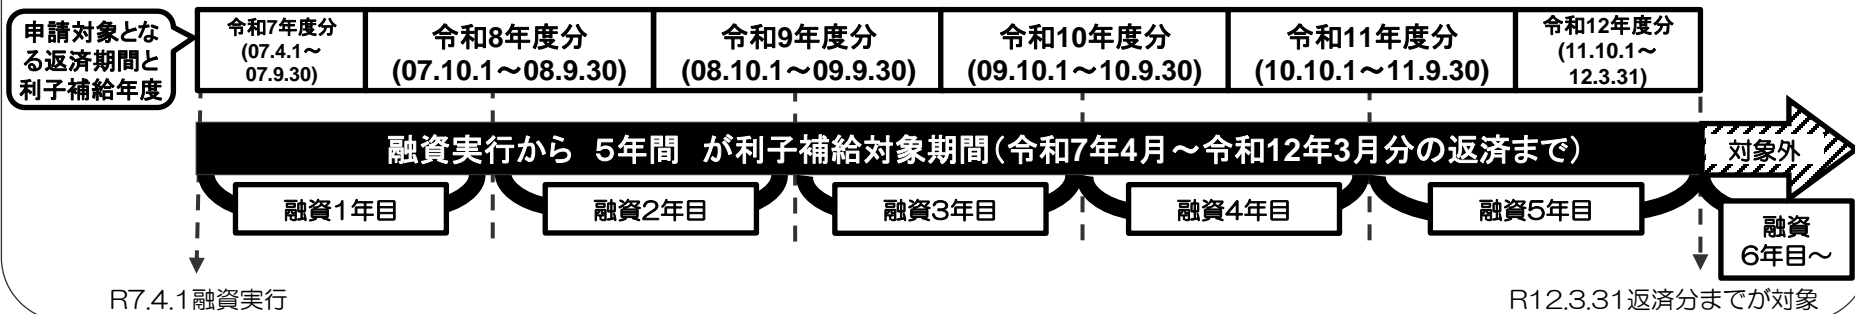 申請対象とな
る返済期間と
利子補給年度
令和7年度分
(07.4.1～
07.9.30)
令和8年度分
(07.10.1～08.9.30)
令和9年度分
(08.10.1～09.9.30)
令和10年度分
(09.10.1～10.9.30)
令和11年度分
(10.10.1～11.9.30)
令和12年度分
(11.10.1～
12.3.31)
融資実行から　5年間　が利子補給対象期間（令和7年4月～令和12年3月分の返済まで）
対象外
融資1年目
融資2年目
融資3年目
融資4年目
融資5年目
融資
6年目～
R7.4.1融資実行
R12.3.31返済分までが対象